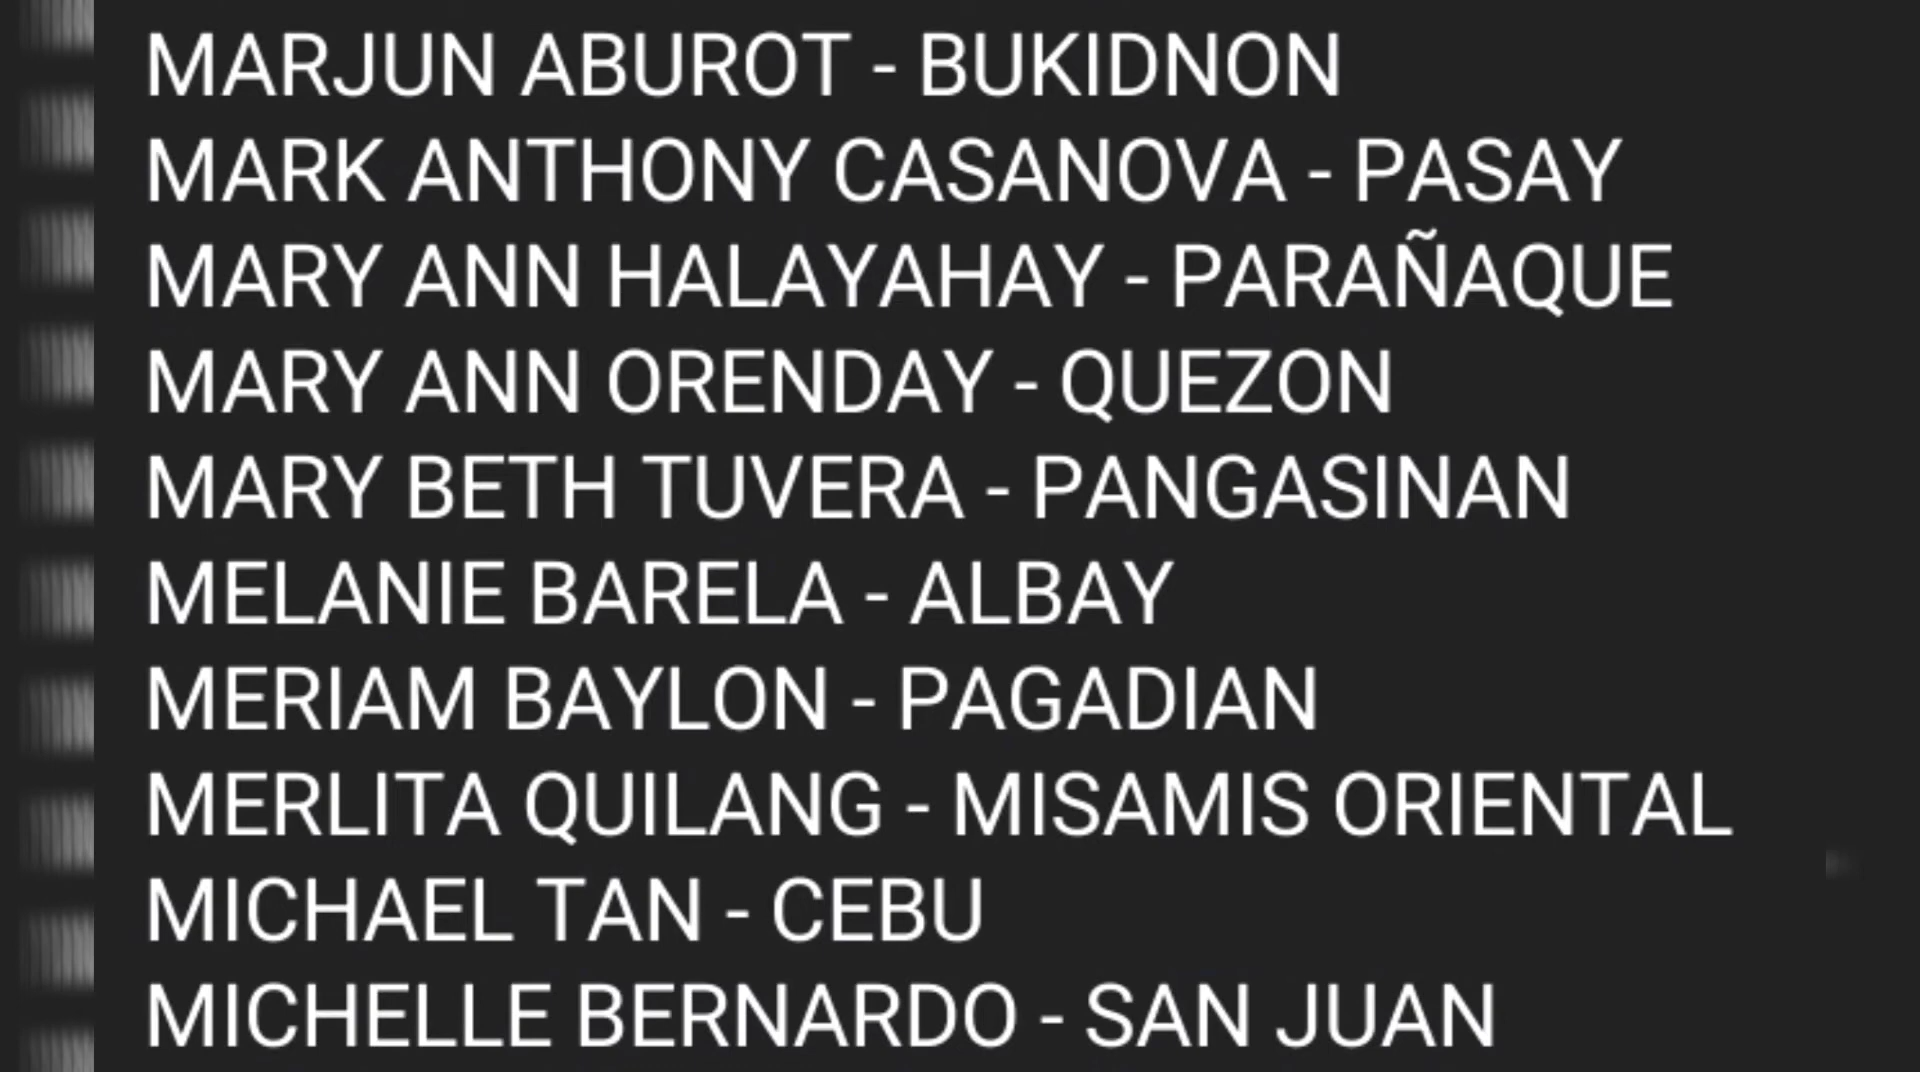 MARJUN ABUROT - BUKIDNON
MARK ANTHONY CASANOVA - PASAY
MARY ANN HALAYAHAY - PARAÑAQUE
MARY ANN ORENDAY - QUEZON
MARY BETH TUVERA - PANGASINAN
MELANIE BARELA - ALBAY
MERIAM BAYLON - PAGADIAN
MERLITA QUILANG - MISAMIS ORIENTAL
MICHAEL TAN - CEBU
MICHELLE BERNARDO - SAN JUAN